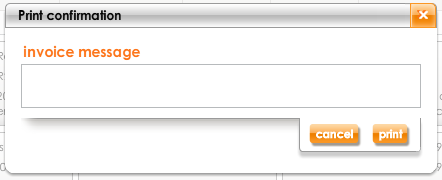 Print confirmation
invoice message
cancel print